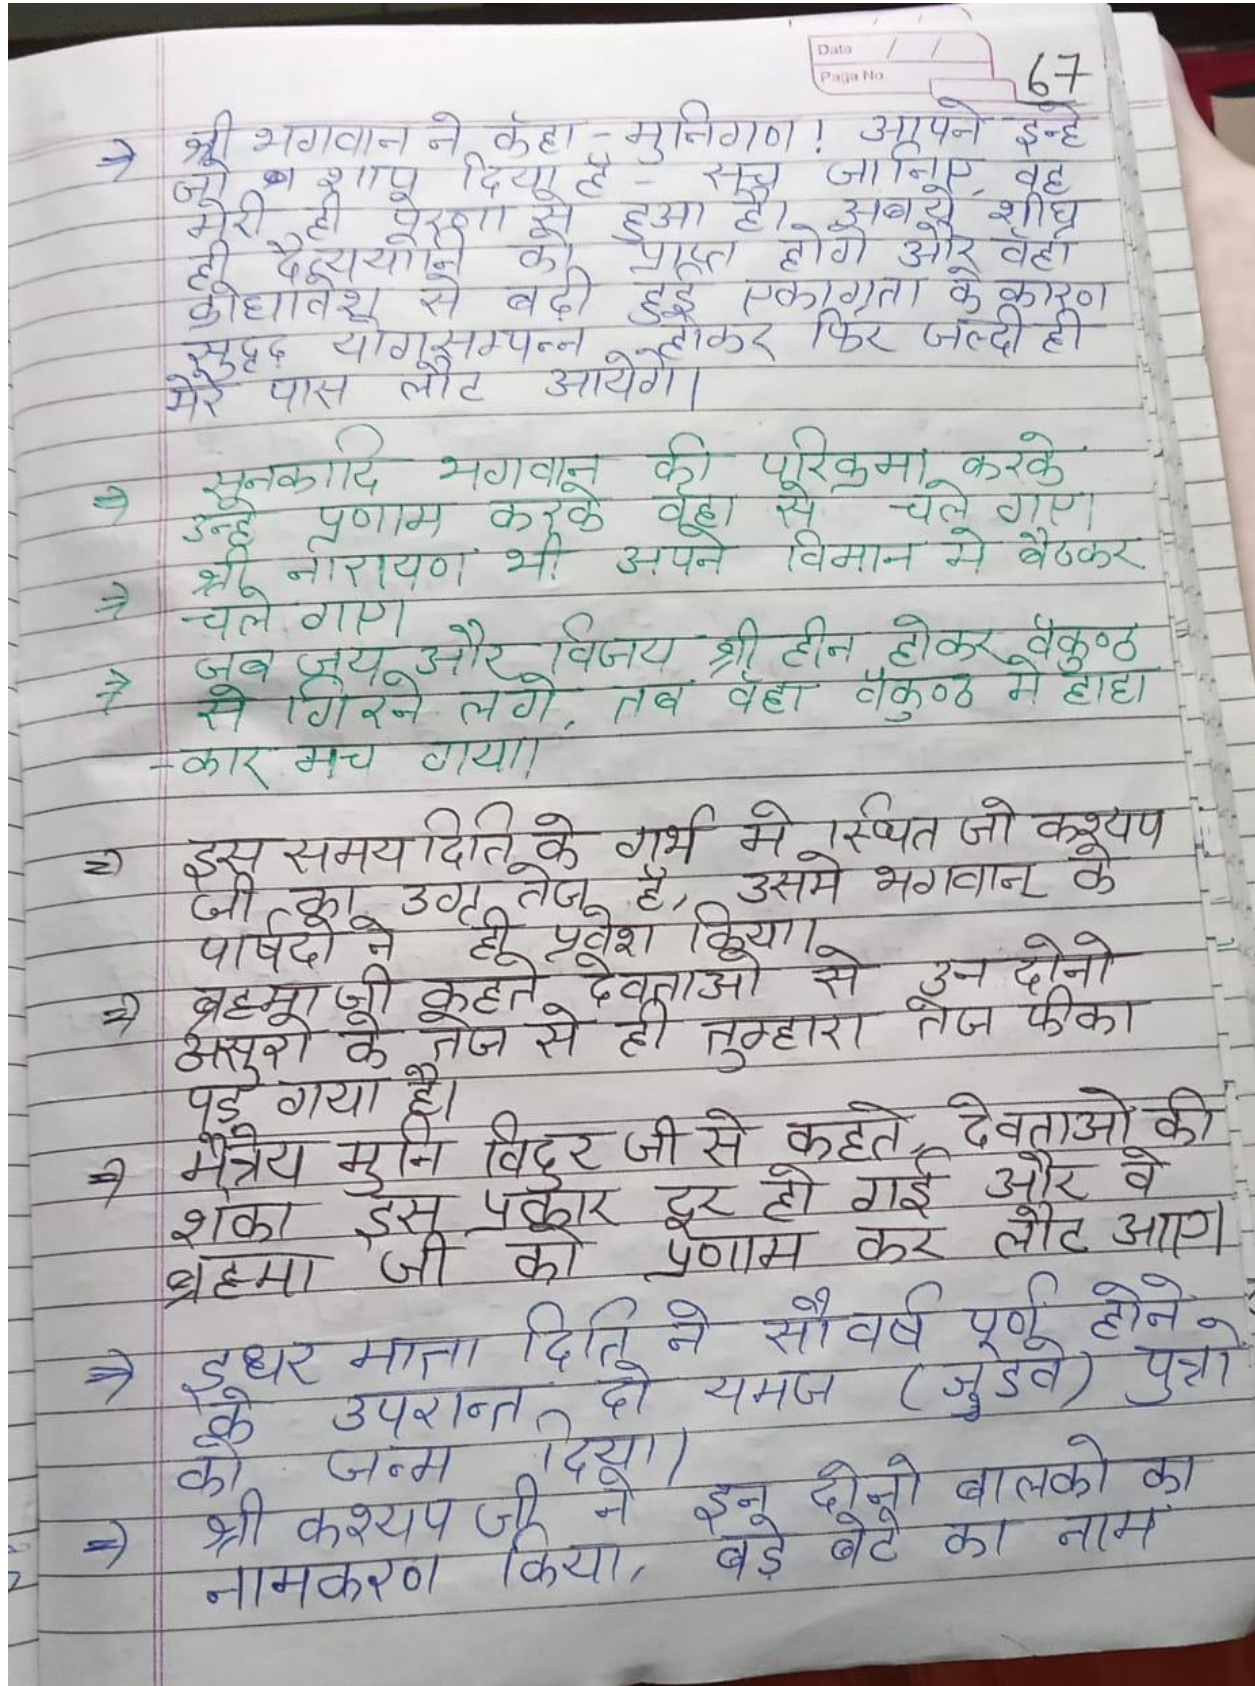 Data / /
Page No.
67
⇒ श्री भगवान ने कहा - मुनिगण! आपने इन्हे
जो शाप दिया है - सच जानिए, वह
मेरी ही प्रेरणा से हुआ है। अब ये शीघ्र
ही दैत्ययोनि को प्राप्त होगे और वहाँ
क्रोधावेश से बढी हुई एकाग्रता के कारण
सुदृढ योगसम्पन्न होकर फिर जल्दी ही
मेरे पास लौट आयेगे।
⇒ सनकादि भगवान की परिक्रमा करके
उन्हे प्रणाम करके वँहा से चले गए।
⇒ श्री नारायण भी अपने विमान मे बैठकर
चले गए।
⇒ जब जय और विजय श्री हीन होकर वैकुण्ठ
से गिरने लगे, तब वँहा वैकुण्ठ मे हाहा
-कार मच गया।
⇒ इस समय दिति के गर्भ मे स्थित जो कश्यप
जी का उग्र तेज है, उसमे भगवान् के
पार्षदो ने ही प्रवेश किया।
⇒ ब्रह्मा जी कहते देवताओ से उन दोनो
असुरो के तेज से ही तुम्हारा तेज फीका
पड़ गया है।
⇒ मैत्रेय मुनि विदुर जी से कहते, देवताओ की
शंका इस प्रकार दूर हो गई और वे
ब्रह्मा जी को प्रणाम कर लौट आए।
⇒ इधर माता दिति ने सौ वर्ष पूर्ण होने
के उपरान्त दो यमज (जुडवे) पुत्रो
को जन्म दिया।
⇒ श्री कश्यप जी ने इन दोनो बालको का
नामकरण किया, बड़े बेटे का नाम